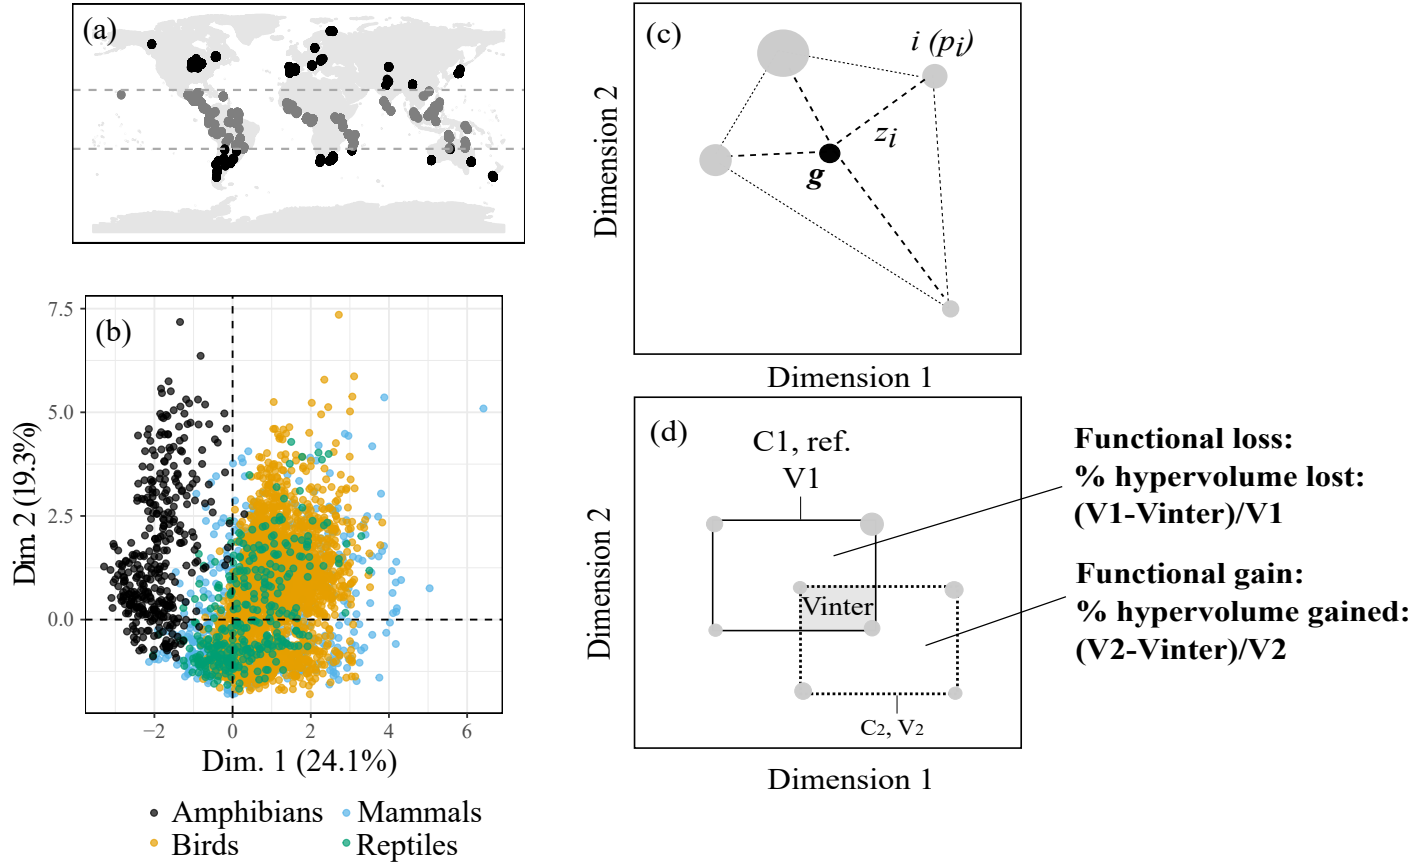 (a)
(b)
7.5
5.0
2.5
0.0
Dim. 2 (19.3%)
−2
0
2
4
6
Dim. 1 (24.1%)
Amphibians
Mammals
Birds
Reptiles
(c)
i (pi)
zi
g
Dimension 2
Dimension 1
(d)
C1, ref.
V1
Vinter
C2, V2
Dimension 2
Dimension 1
Functional loss:
% hypervolume lost:
(V1-Vinter)/V1
Functional gain:
% hypervolume gained:
(V2-Vinter)/V2